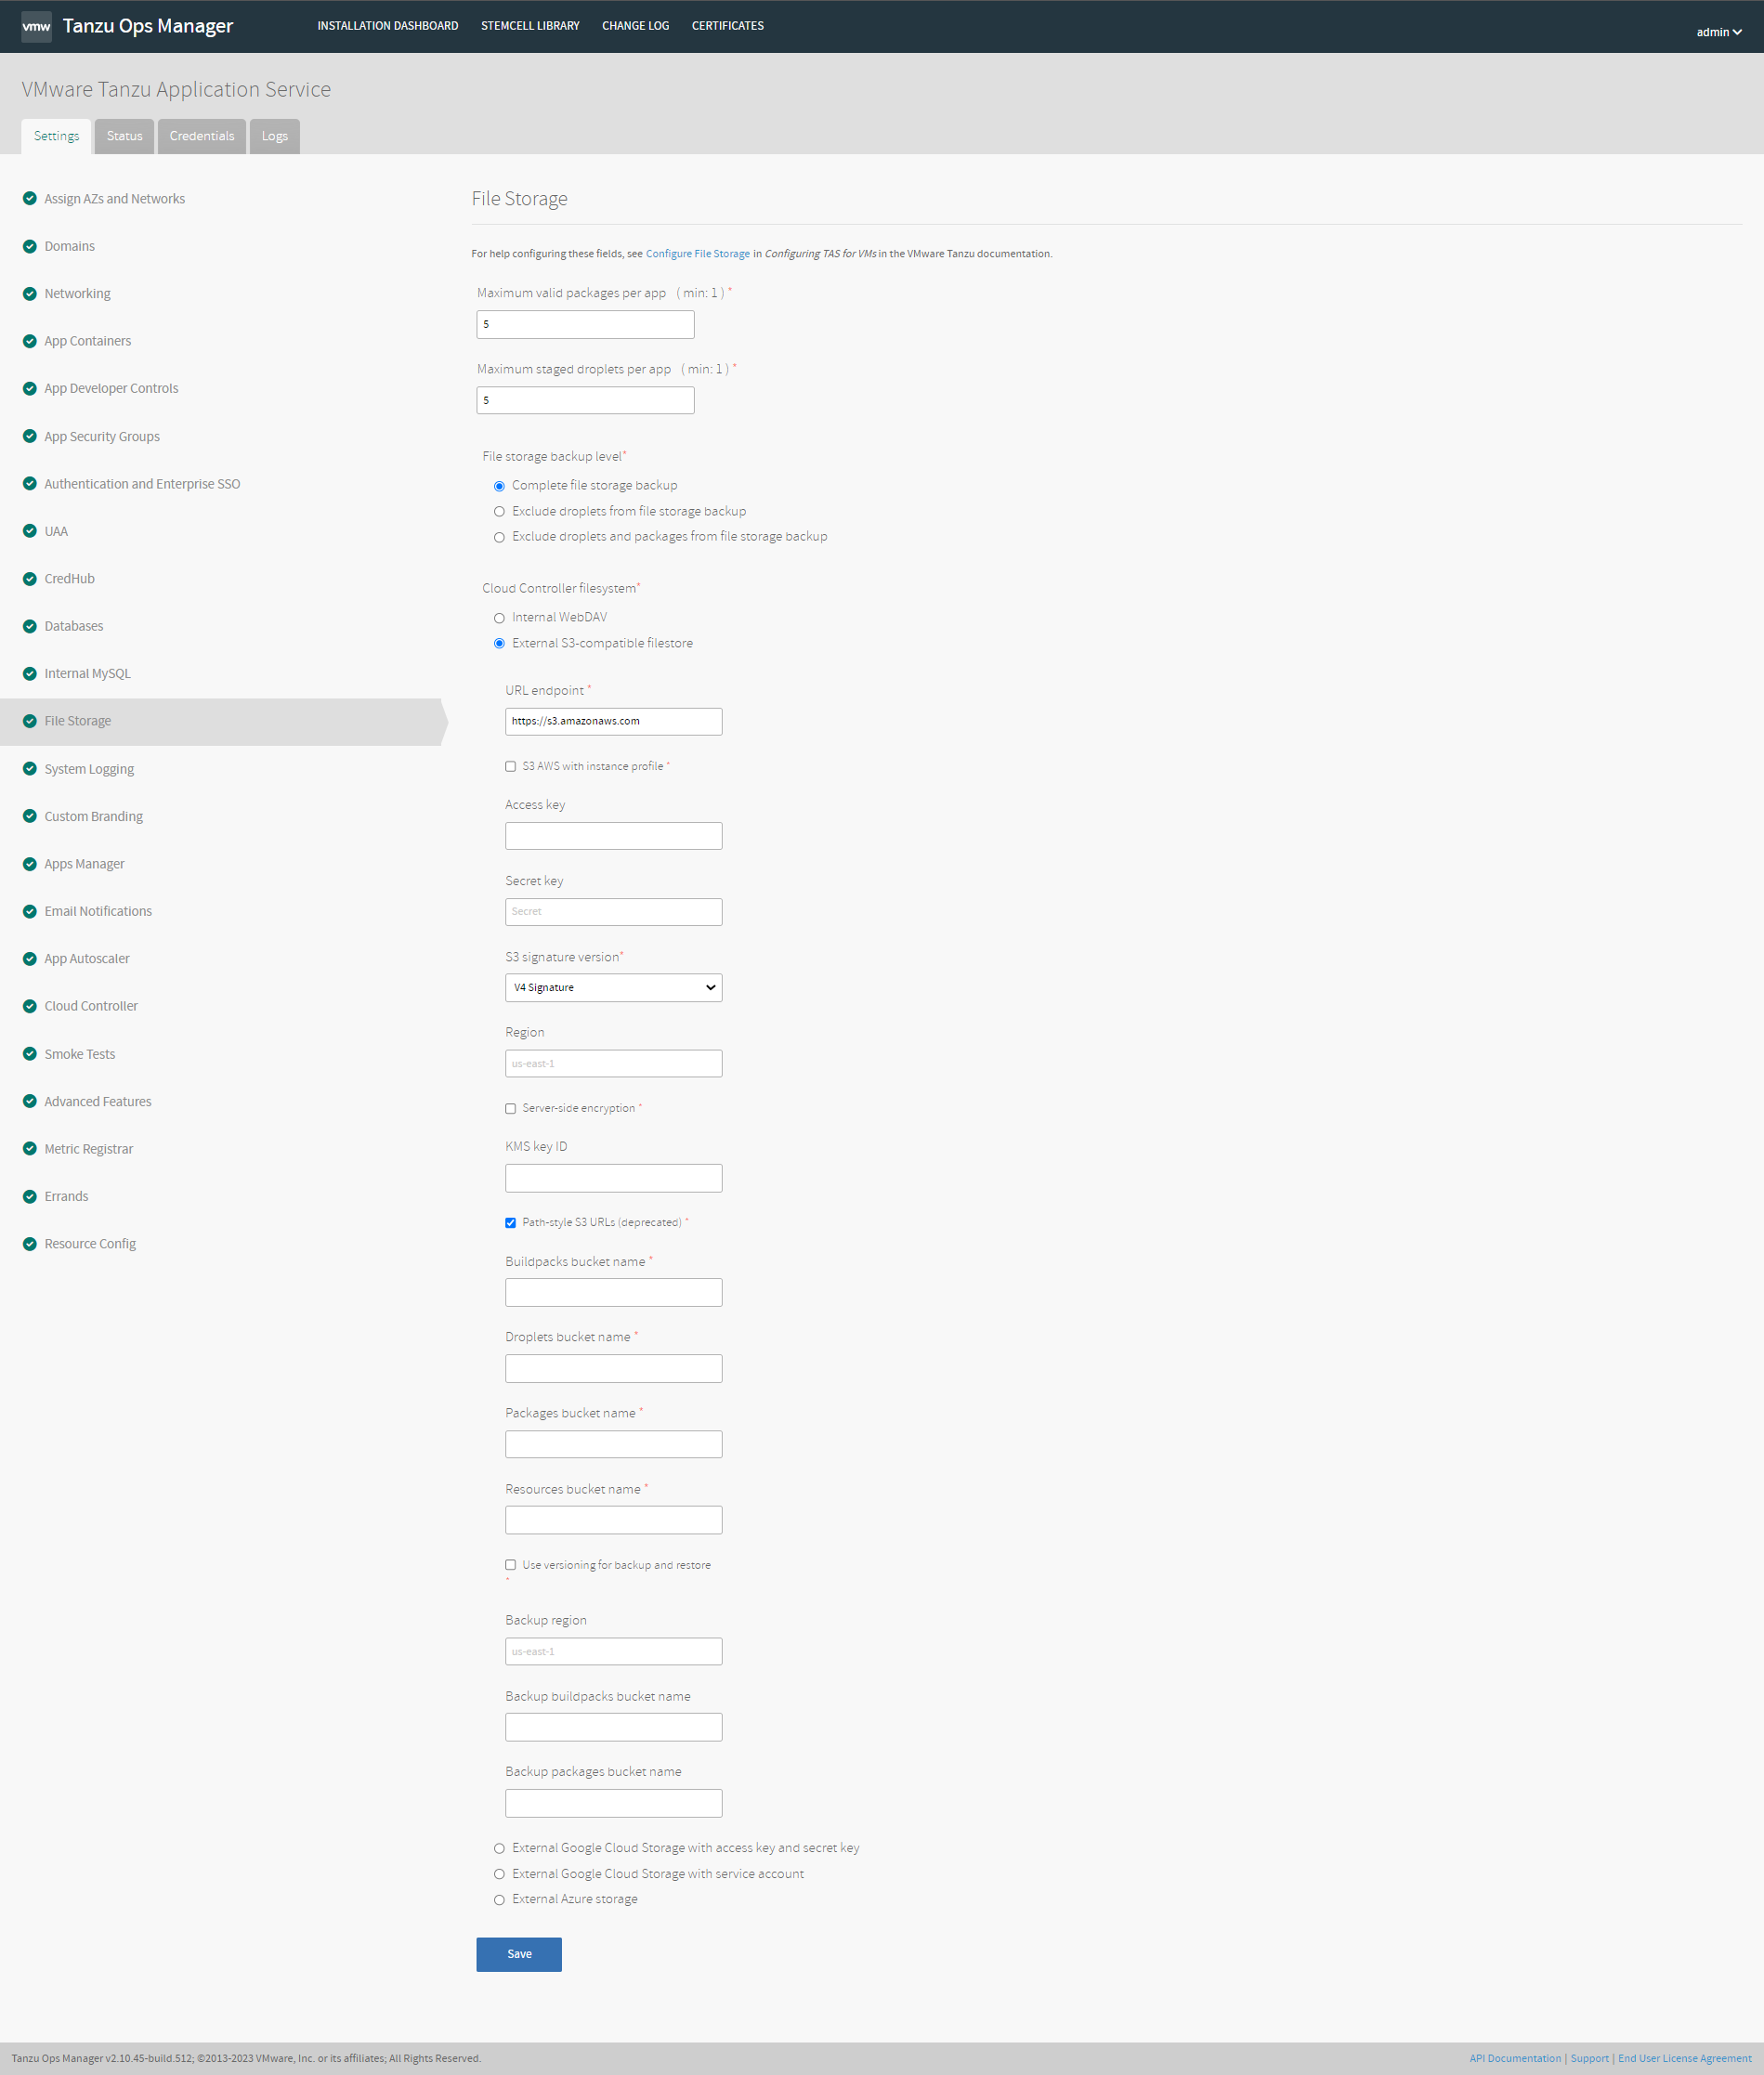 vmw Tanzu Ops Manager INSTALLATION DASHBOARD STEMCELL LIBRARY CHANGE LOG CERTIFICATES admin
VMware Tanzu Application Service
Settings Status Credentials Logs
Assign AZs and Networks
Domains
Networking
App Containers
App Developer Controls
App Security Groups
Authentication and Enterprise SSO
UAA
CredHub
Databases
Internal MySQL
File Storage
System Logging
Custom Branding
Apps Manager
Email Notifications
App Autoscaler
Cloud Controller
Smoke Tests
Advanced Features
Metric Registrar
Errands
Resource Config
File Storage
For help configuring these fields, see Configure File Storage in Configuring TAS for VMs in the VMware Tanzu documentation.
Maximum valid packages per app ( min: 1 ) *
5
Maximum staged droplets per app ( min: 1 ) *
5
File storage backup level*
Complete file storage backup
Exclude droplets from file storage backup
Exclude droplets and packages from file storage backup
Cloud Controller filesystem*
Internal WebDAV
External S3-compatible filestore
URL endpoint *
https://s3.amazonaws.com
S3 AWS with instance profile *
Access key
Secret key
Secret
S3 signature version*
V4 Signature
Region
us-east-1
Server-side encryption *
KMS key ID
Path-style S3 URLs (deprecated) *
Buildpacks bucket name *
Droplets bucket name *
Packages bucket name *
Resources bucket name *
Use versioning for backup and restore
*
Backup region
us-east-1
Backup buildpacks bucket name
Backup packages bucket name
External Google Cloud Storage with access key and secret key
External Google Cloud Storage with service account
External Azure storage
Save
Tanzu Ops Manager v2.10.45-build.512; ©2013-2023 VMware, Inc. or its affiliates; All Rights Reserved. API Documentation | Support | End User License Agreement